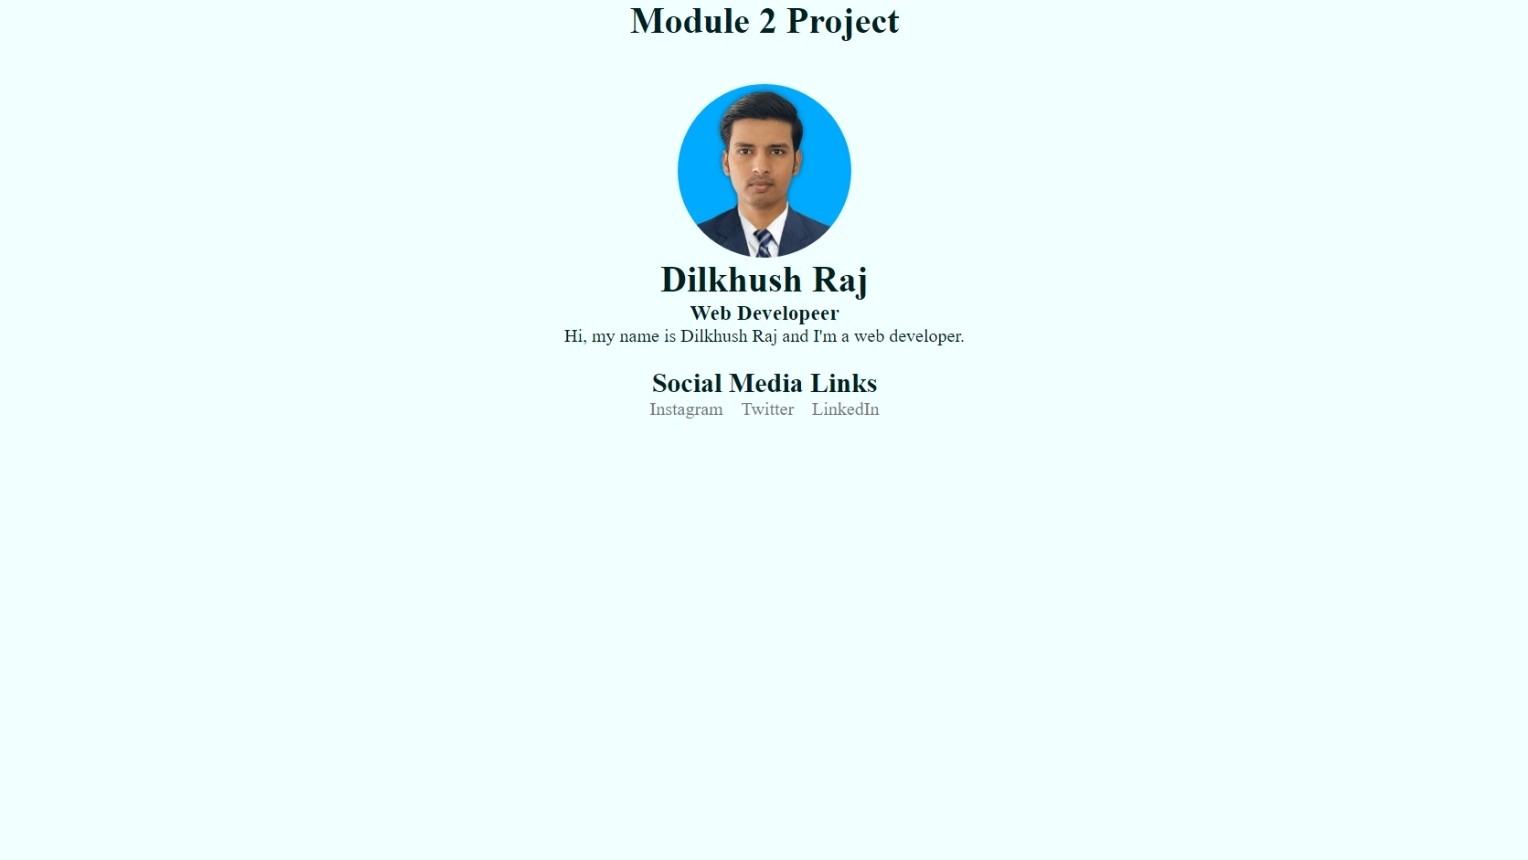 Module 2 Project
Dilkhush Raj
Web Developeer
Hi, my name is Dilkhush Raj and I'm a web developer.
Social Media Links
Instagram Twitter LinkedIn